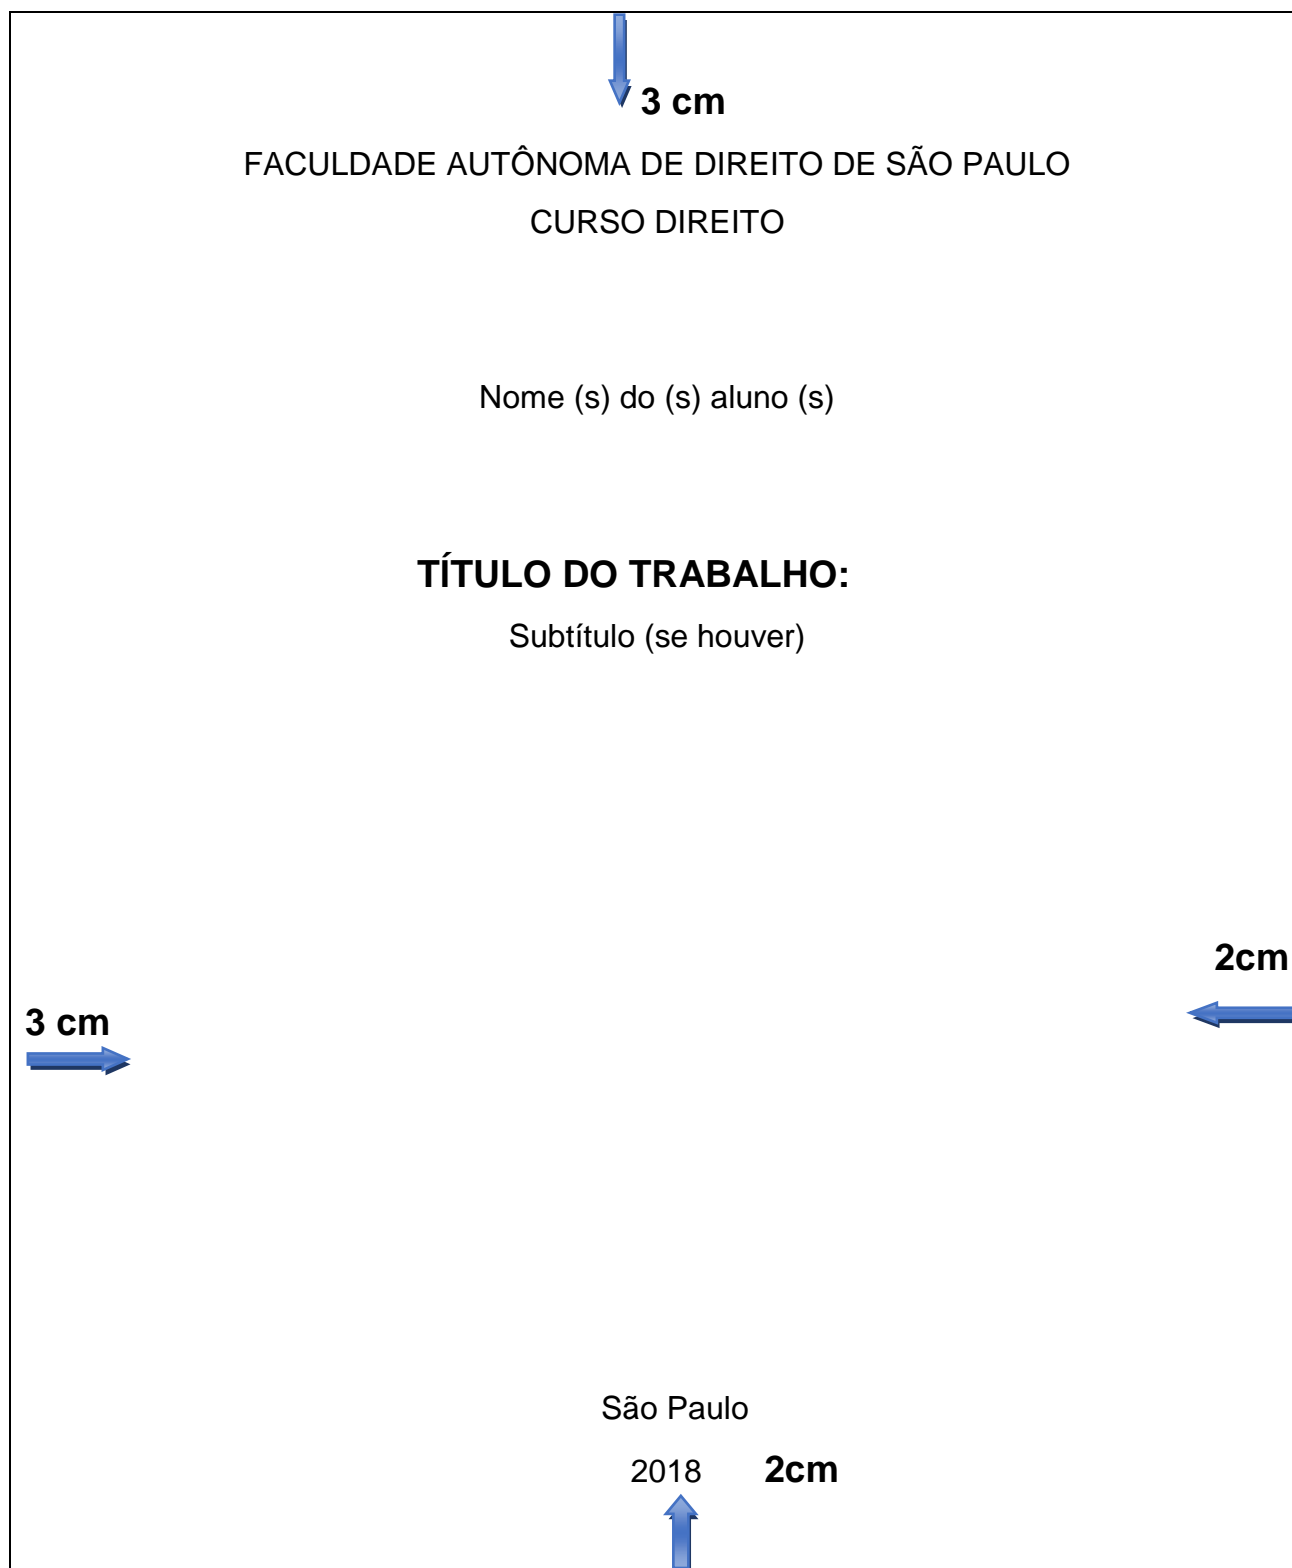 3 cm
FACULDADE AUTÔNOMA DE DIREITO DE SÃO PAULO
CURSO DIREITO
Nome (s) do (s) aluno (s)
TÍTULO DO TRABALHO:
Subtítulo (se houver)
2cm
3 cm
São Paulo
2018 2cm